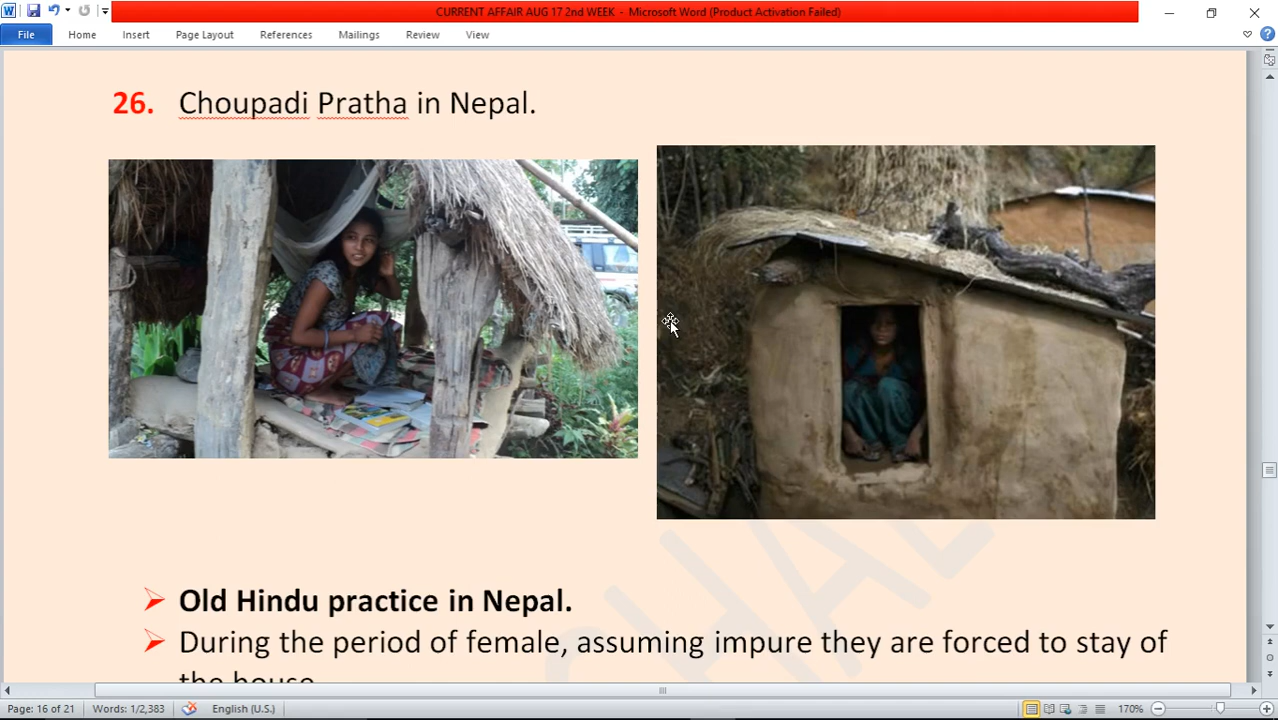 CURRENT AFFAIR AUG 17 2nd WEEK - Microsoft Word (Product Activation Failed)
File Home Insert Page Layout References Mailings Review View
26. Choupadi Pratha in Nepal.
Old Hindu practice in Nepal.
During the period of female, assuming impure they are forced to stay of
the house
Page: 16 of 21 Words: 1/2,383 English (U.S.) 170%